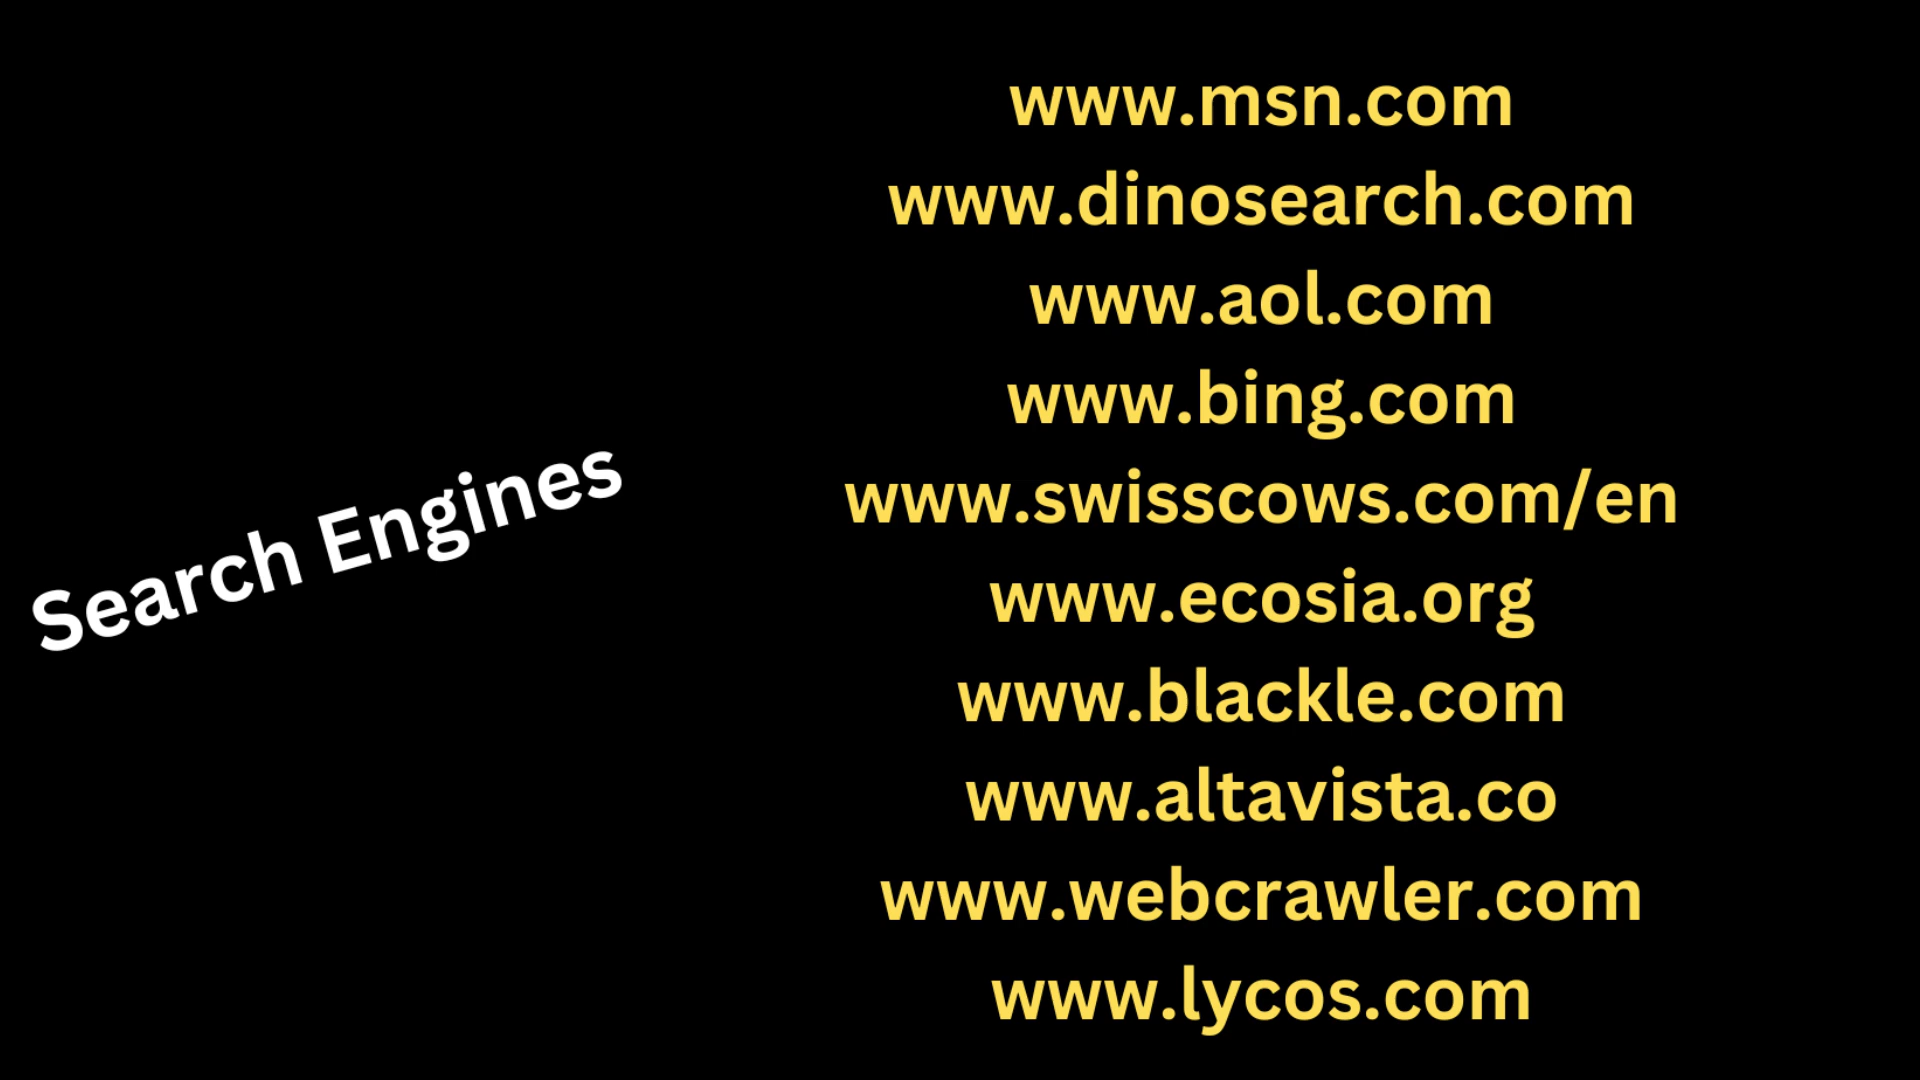 Search Engines
www.msn.com
www.dinosearch.com
www.aol.com
www.bing.com
www.swisscows.com/en
www.ecosia.org
www.blackle.com
www.altavista.co
www.webcrawler.com
www.lycos.com